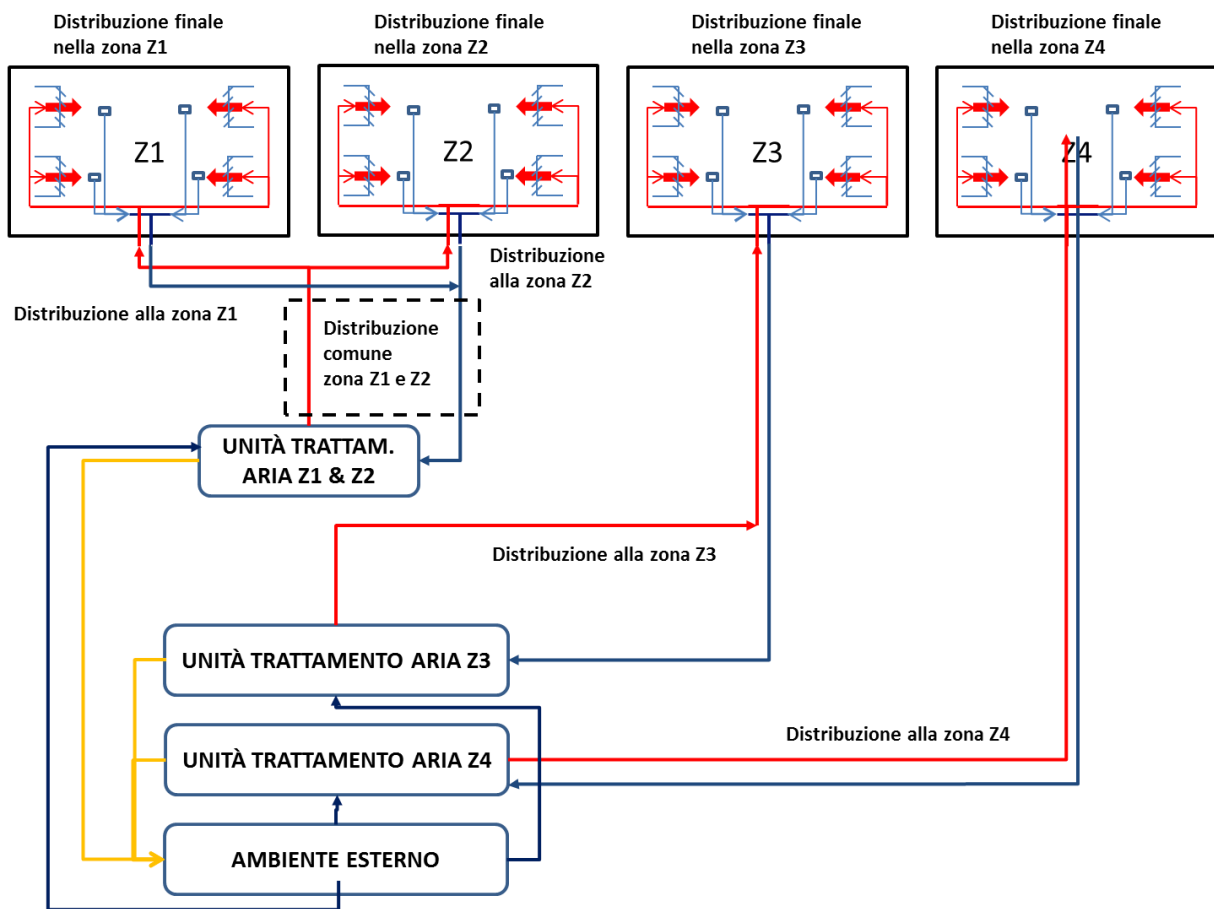 Distribuzione finale
nella zona Z1
Distribuzione finale
nella zona Z2
Distribuzione finale
nella zona Z3
Distribuzione finale
nella zona Z4
Z1
Z2
Z3
Z4
Distribuzione alla zona Z1
Distribuzione
alla zona Z2
Distribuzione
comune
zona Z1 e Z2
UNITÀ TRATTAM.
ARIA Z1 & Z2
Distribuzione alla zona Z3
UNITÀ TRATTAMENTO ARIA Z3
Distribuzione alla zona Z4
UNITÀ TRATTAMENTO ARIA Z4
AMBIENTE ESTERNO